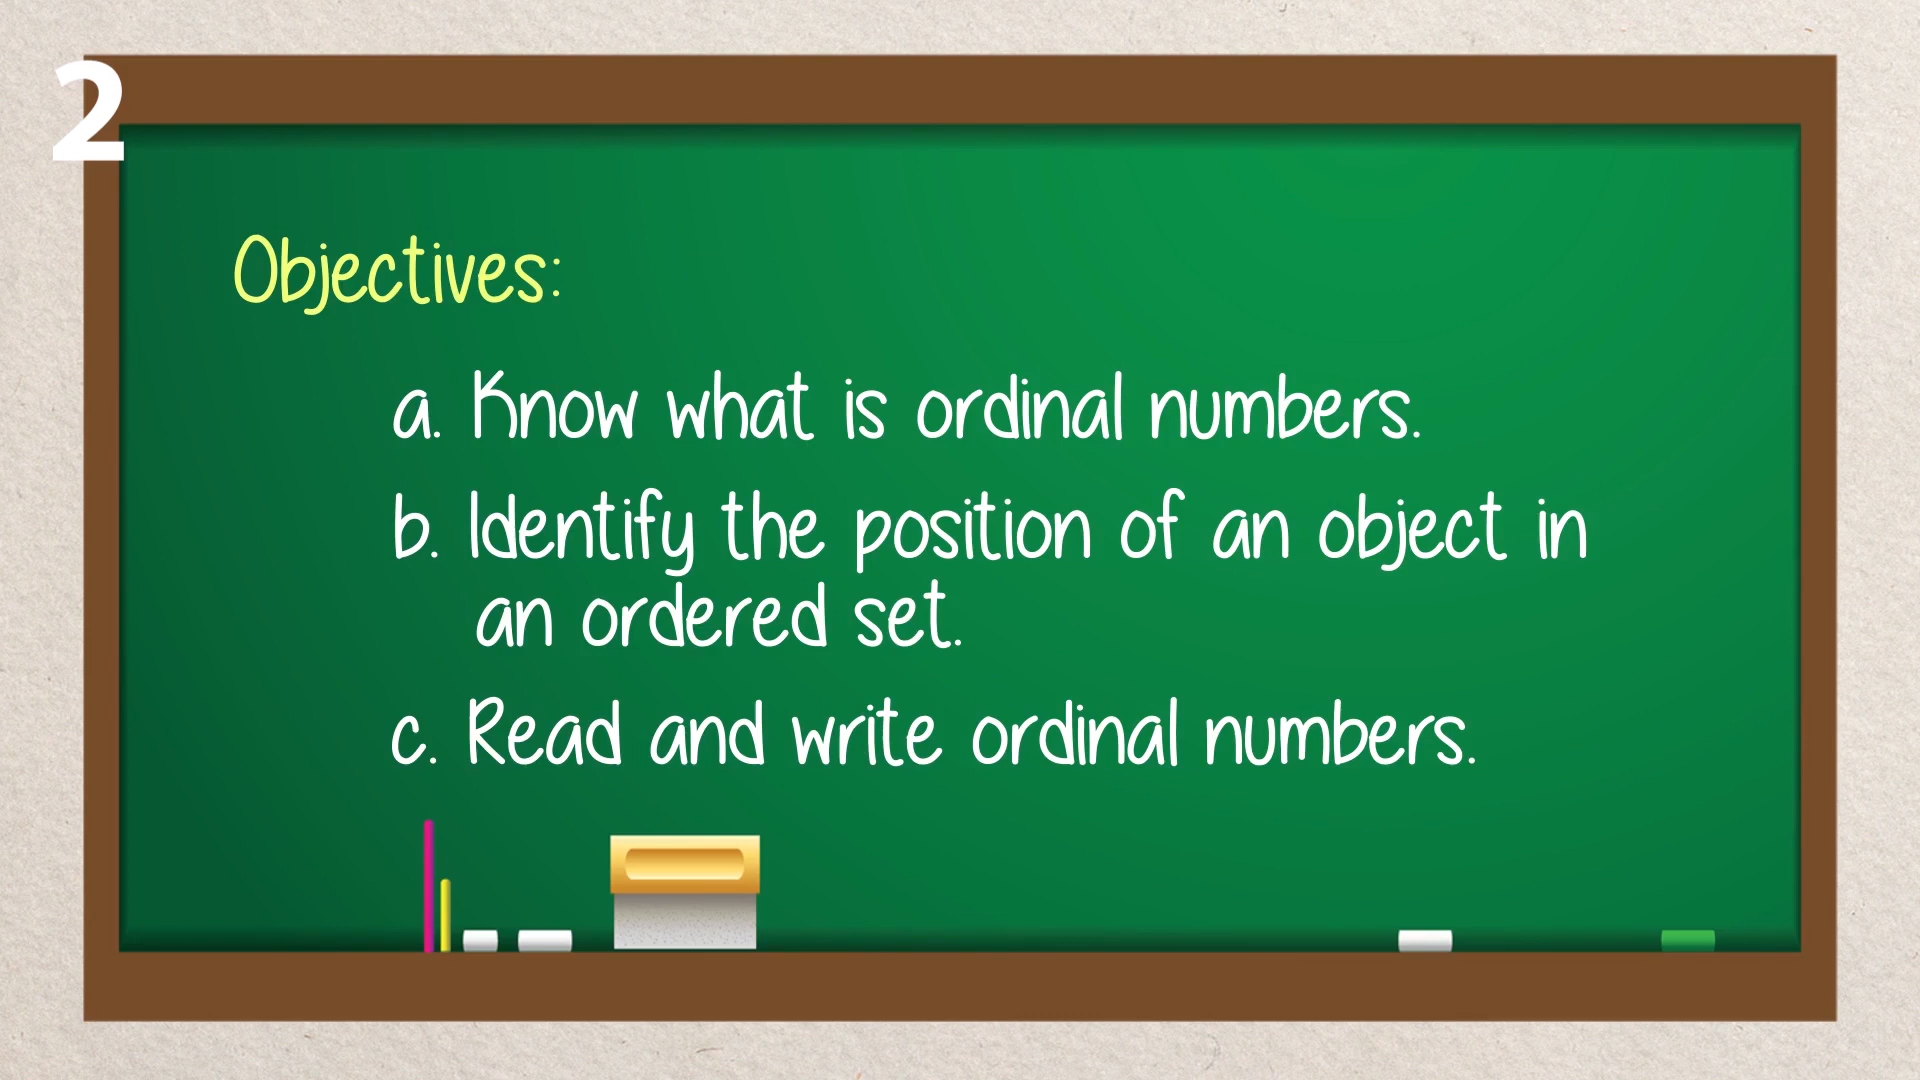 2
Objectives:
a. Know what is ordinal numbers.
b. Identify the position of an object in
an ordered set.
c. Read and write ordinal numbers.